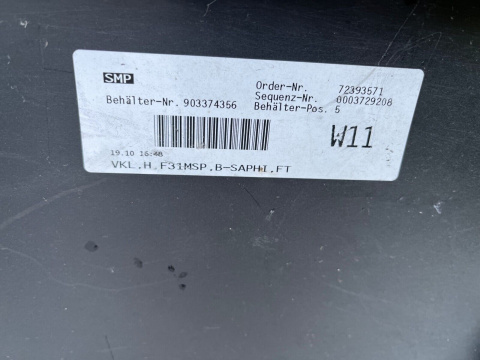 SMP
Order-Nr. 72393571
Sequenz-Nr. 0003729208
Behälter-Nr. 903374356 Behälter-Pos. 5
W11
19.10 16:48
VKL.H F31MSP.B-SAPHI.FT